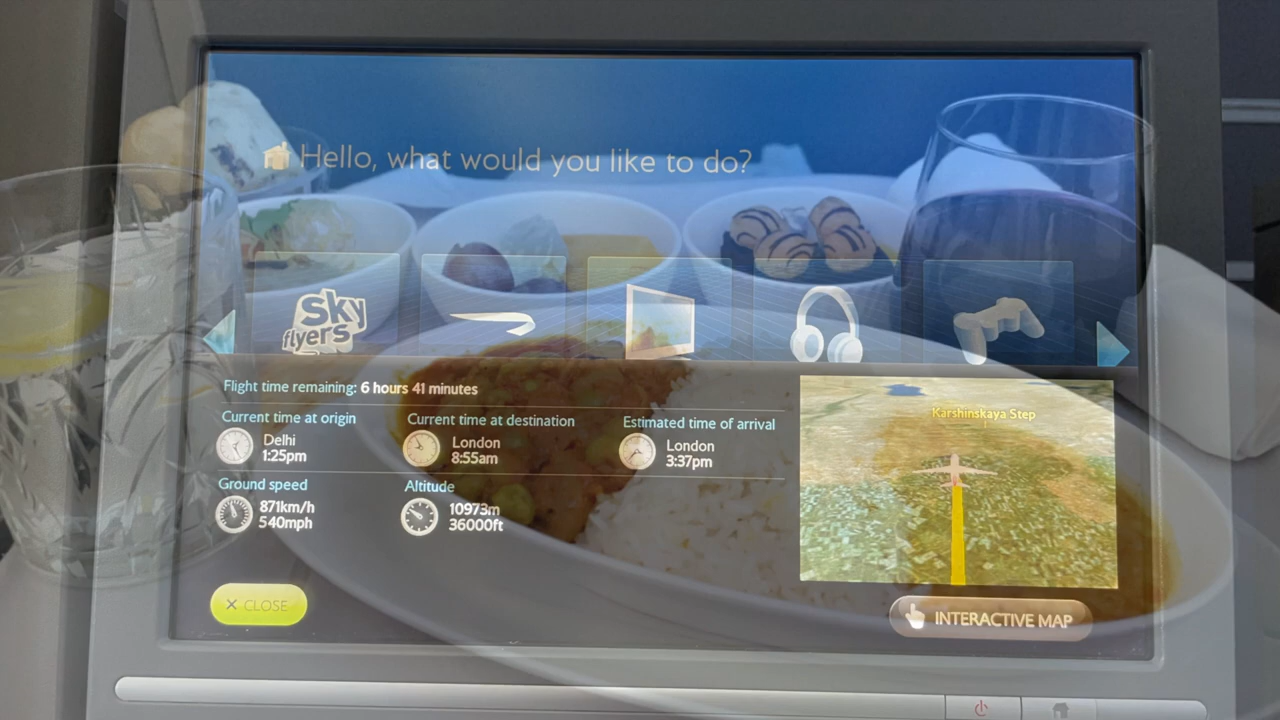 Hello, what would you like to do?
Sky
flyers
Flight time remaining: 6 hours 41 minutes
Current time at origin
Delhi
1:25pm
Current time at destination
London
8:55am
Estimated time of arrival
London
3:37pm
Ground speed
871km/h
540mph
Altitude
10973m
36000ft
Karshinskaya Step
X CLOSE
INTERACTIVE MAP